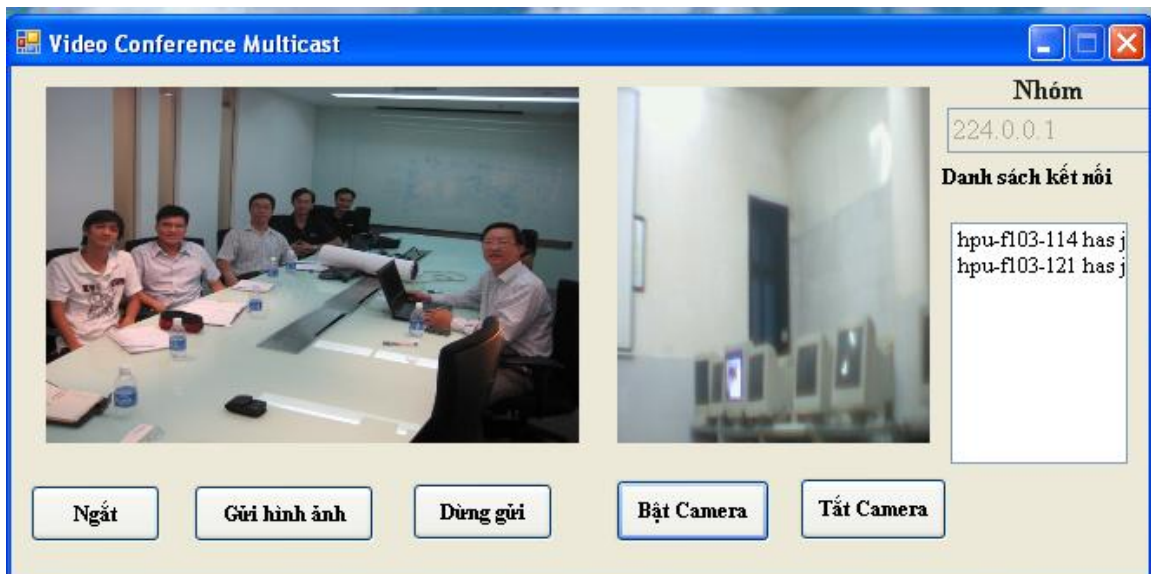 Video Conference Multicast
Nhóm
224.0.0.1
Danh sách kết nối
hpu-f103-114 has j
hpu-f103-121 has j
Ngắt
Gửi hình ảnh
Dừng gửi
Bật Camera
Tắt Camera